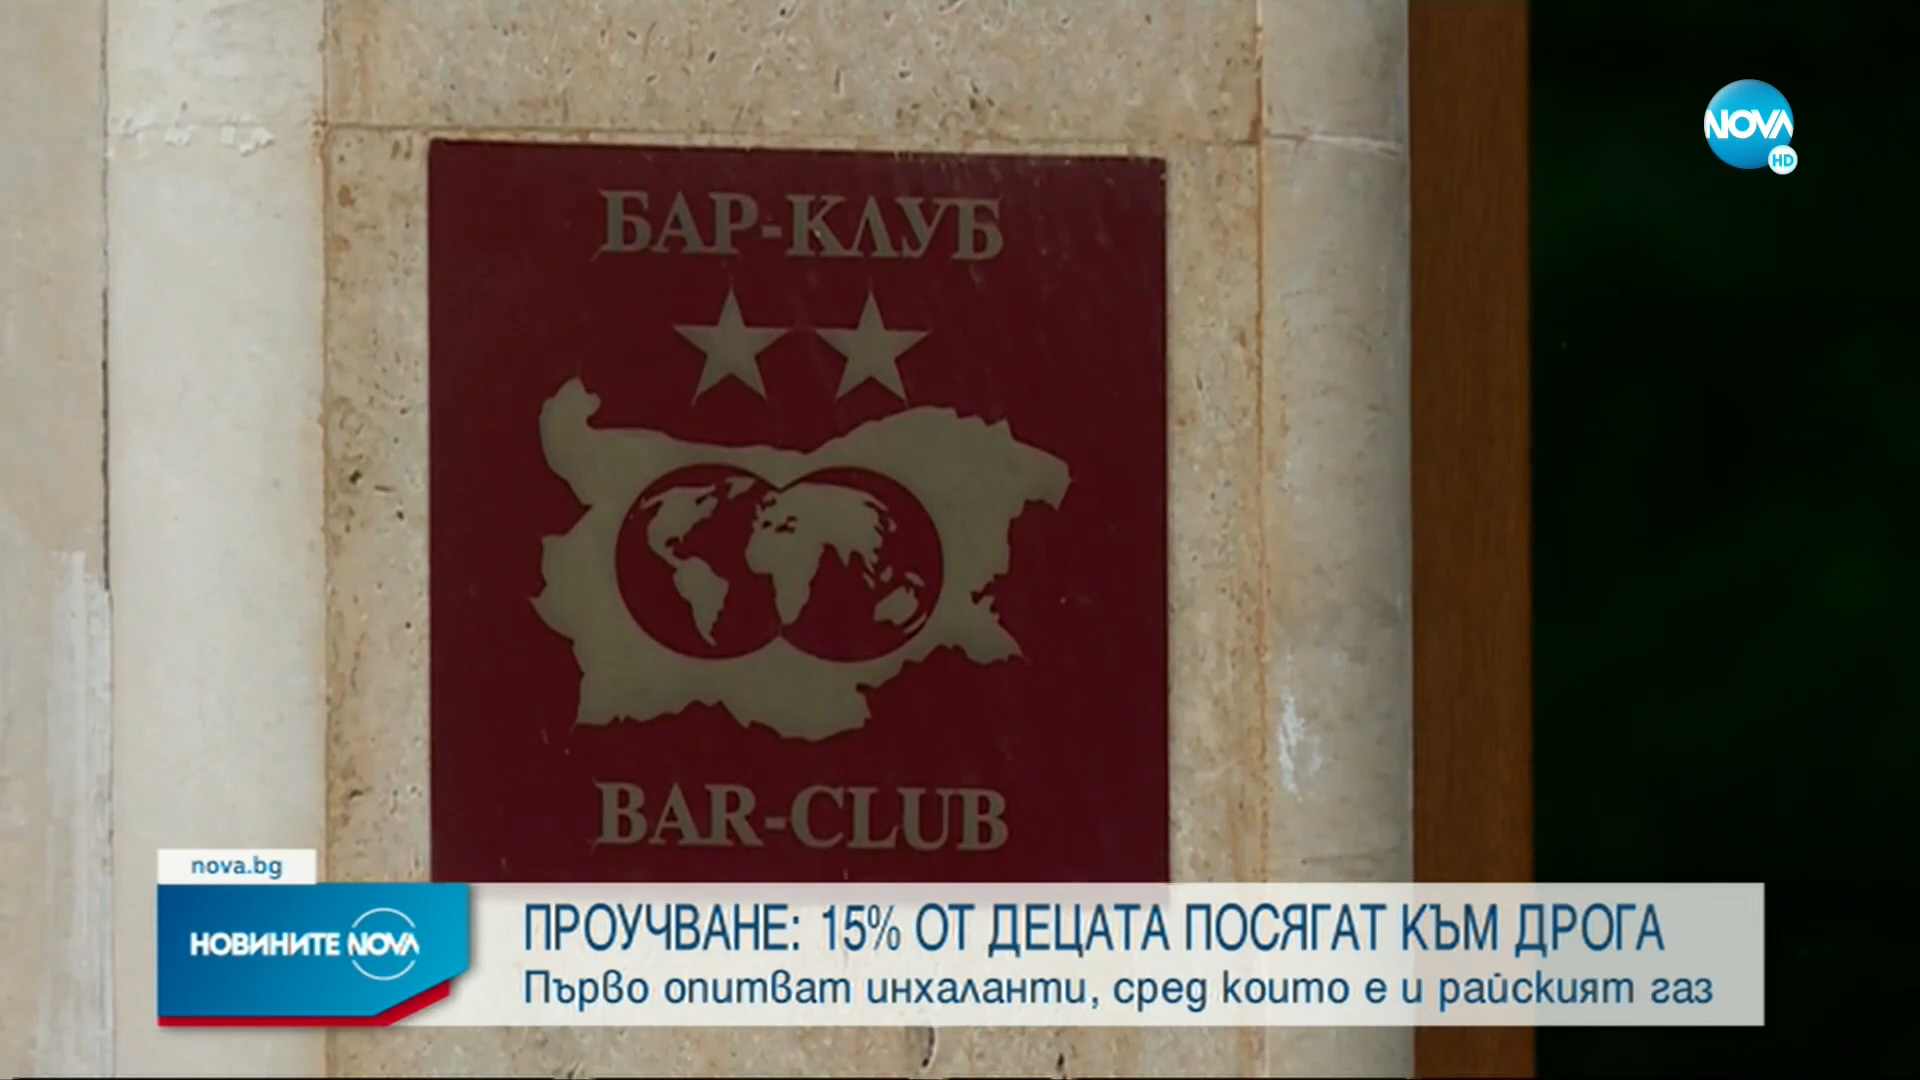 NOVA
HD
БАР-КЛУБ
BAR-CLUB
nova.bg
НОВИНИТЕ NOVA
ПРОУЧВАНЕ: 15% ОТ ДЕЦАТА ПОСЯГАТ КЪМ ДРОГА
Първо опитват инхаланти, сред които е и райският газ